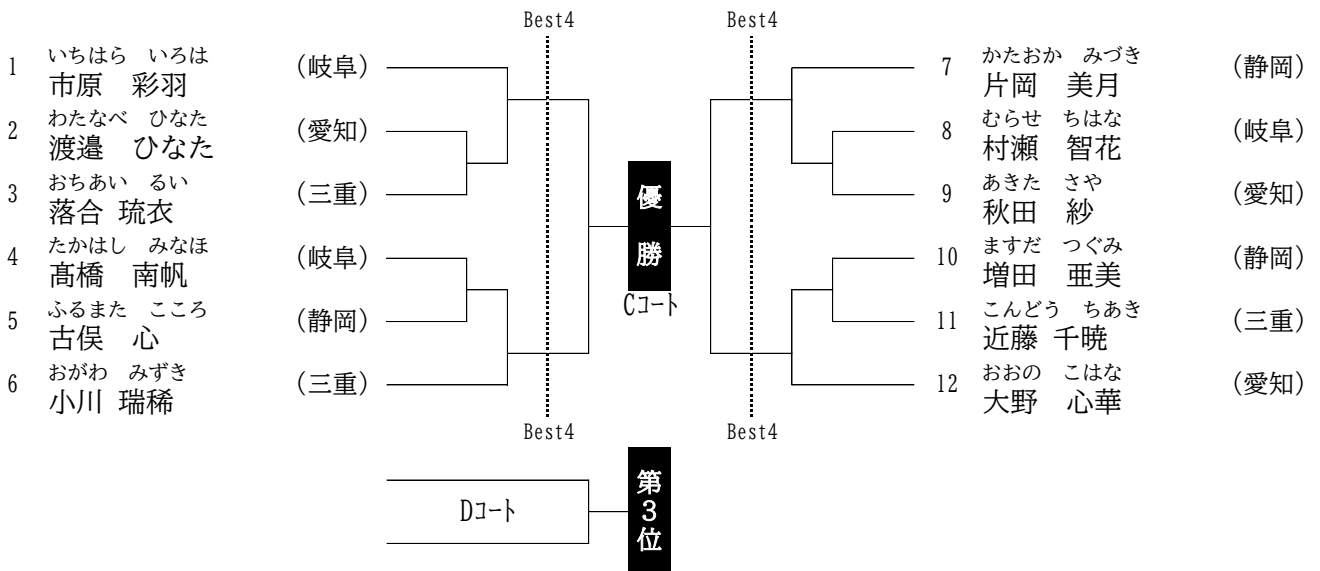 Best4
Best4
1 いちはら いろは
市原 彩羽 (岐阜)
2 わたなべ ひなた
渡邉 ひなた (愛知)
3 おちあい るい
落合 琉衣 (三重)
4 たかはし みなほ
髙橋 南帆 (岐阜)
5 ふるまた こころ
古俣 心 (静岡)
6 おがわ みずき
小川 瑞稀 (三重)
優勝
Cコート
7 かたおか みづき
片岡 美月 (静岡)
8 むらせ ちはな
村瀬 智花 (岐阜)
9 あきた さや
秋田 紗 (愛知)
10 ますだ つぐみ
増田 亜美 (静岡)
11 こんどう ちあき
近藤 千暁 (三重)
12 おおの こはな
大野 心華 (愛知)
Best4
Best4
Dコート
第3位